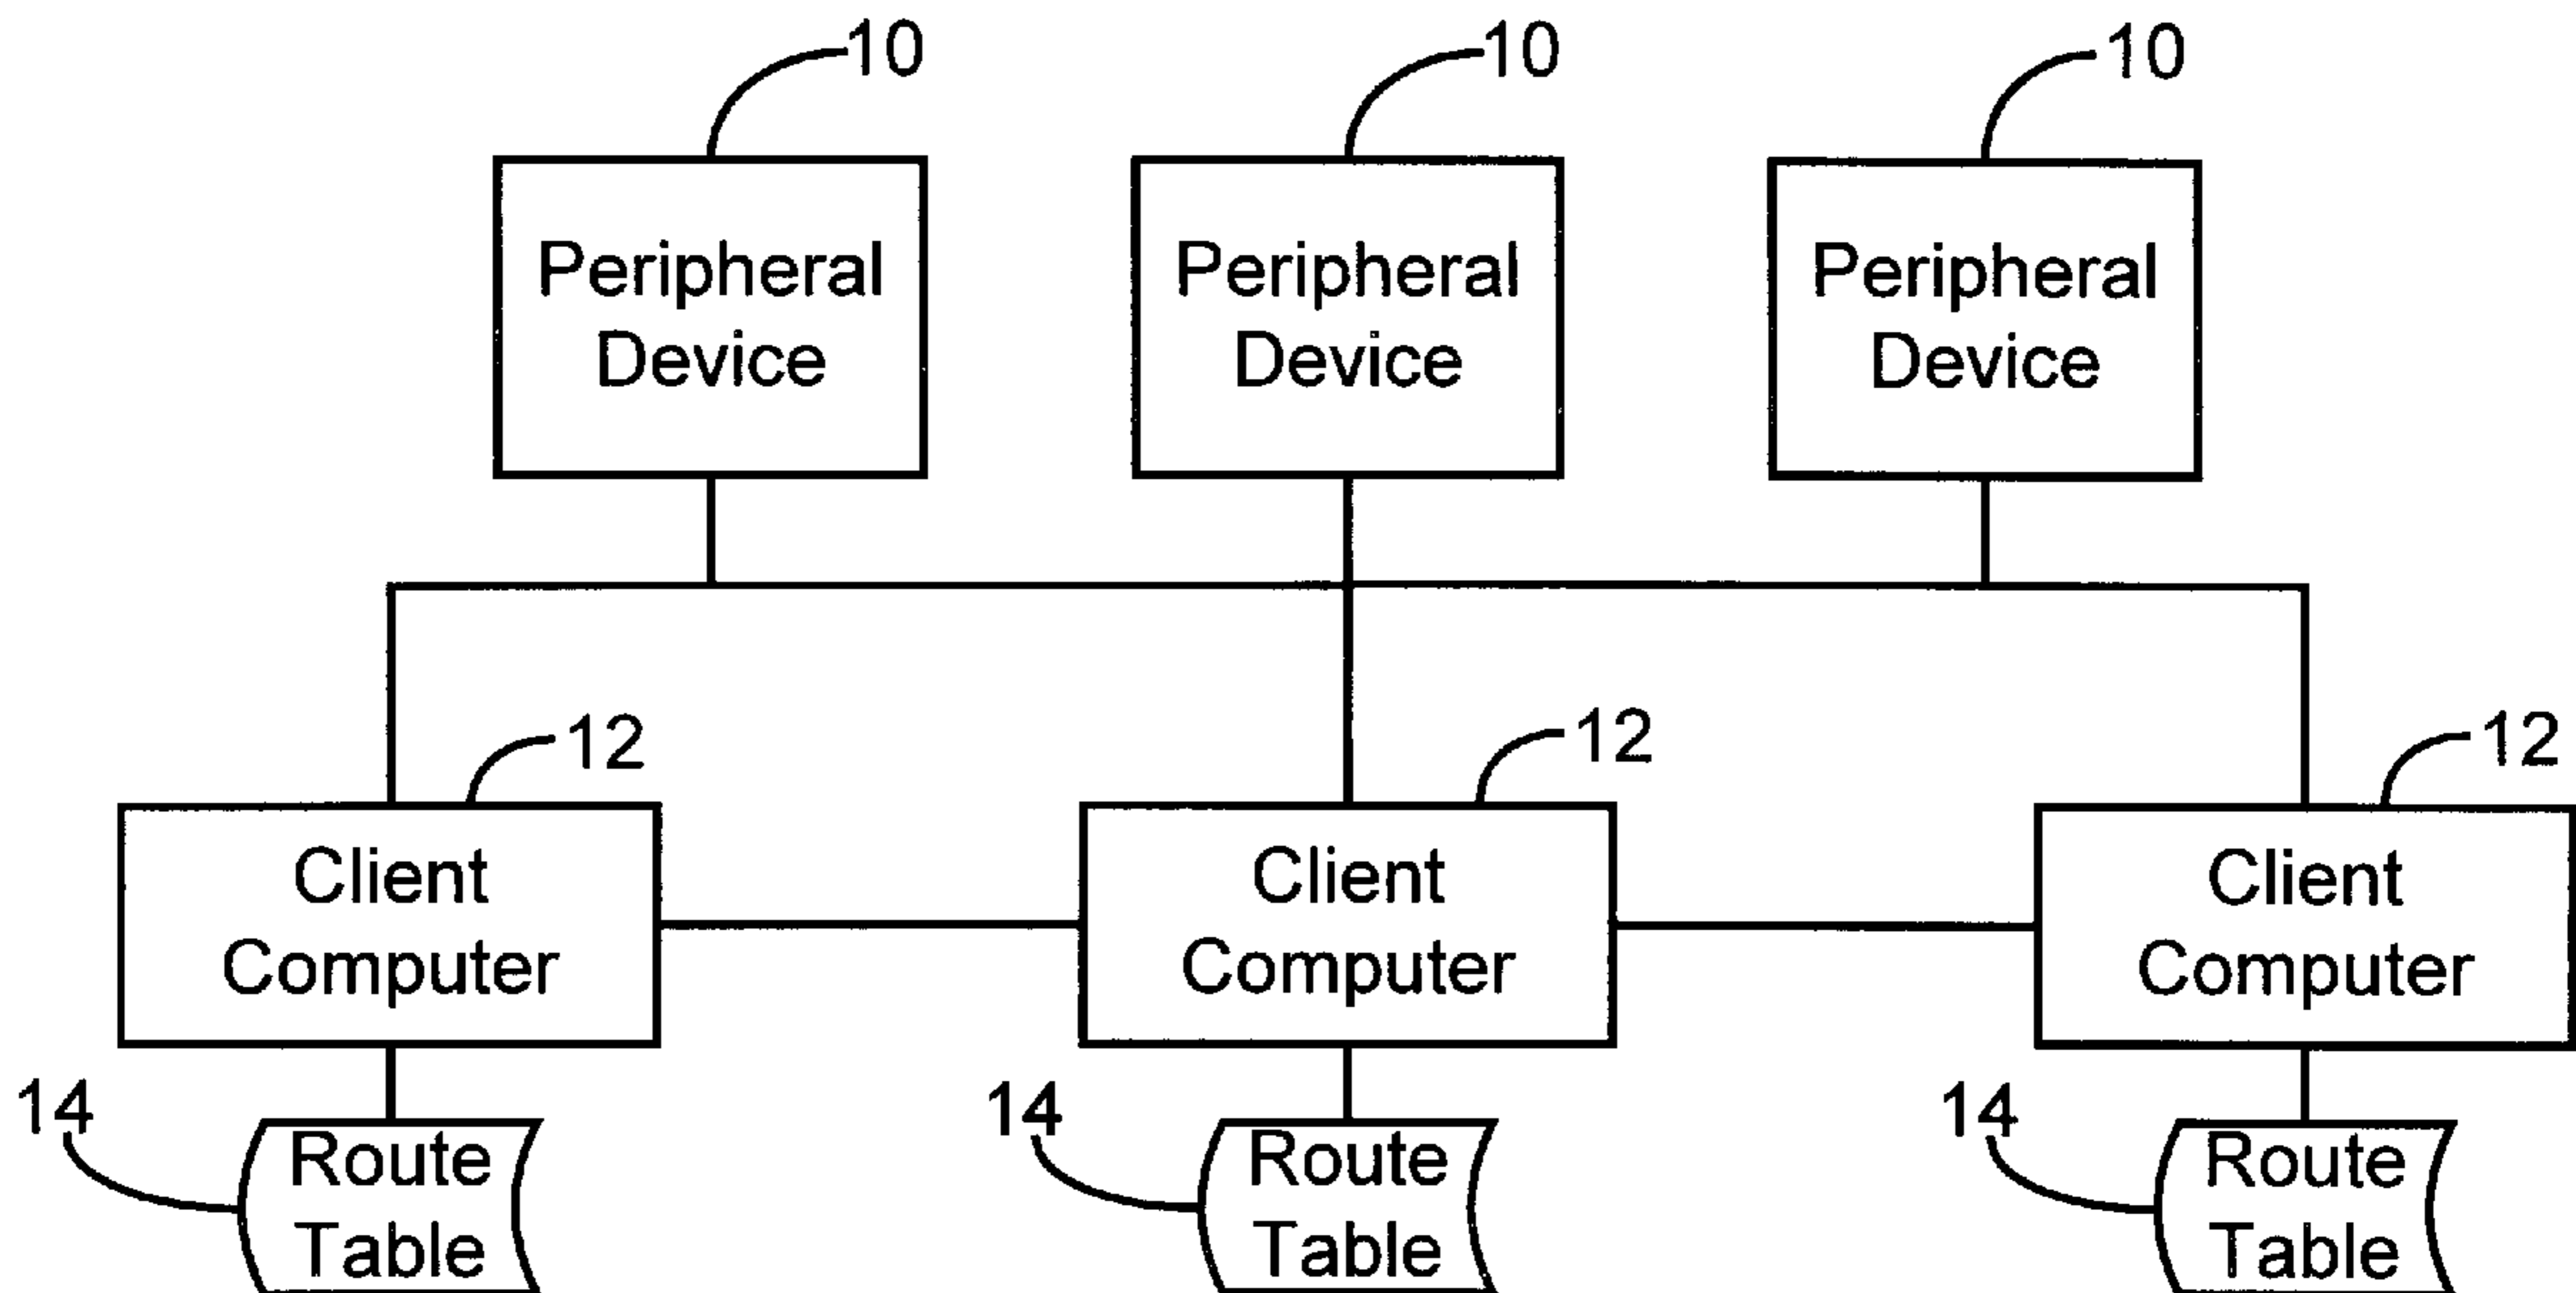 10 10 10
Peripheral Peripheral Peripheral
Device Device Device
12 12 12
Client Client Client
Computer Computer Computer
14 14 14
Route Route Route
Table Table Table